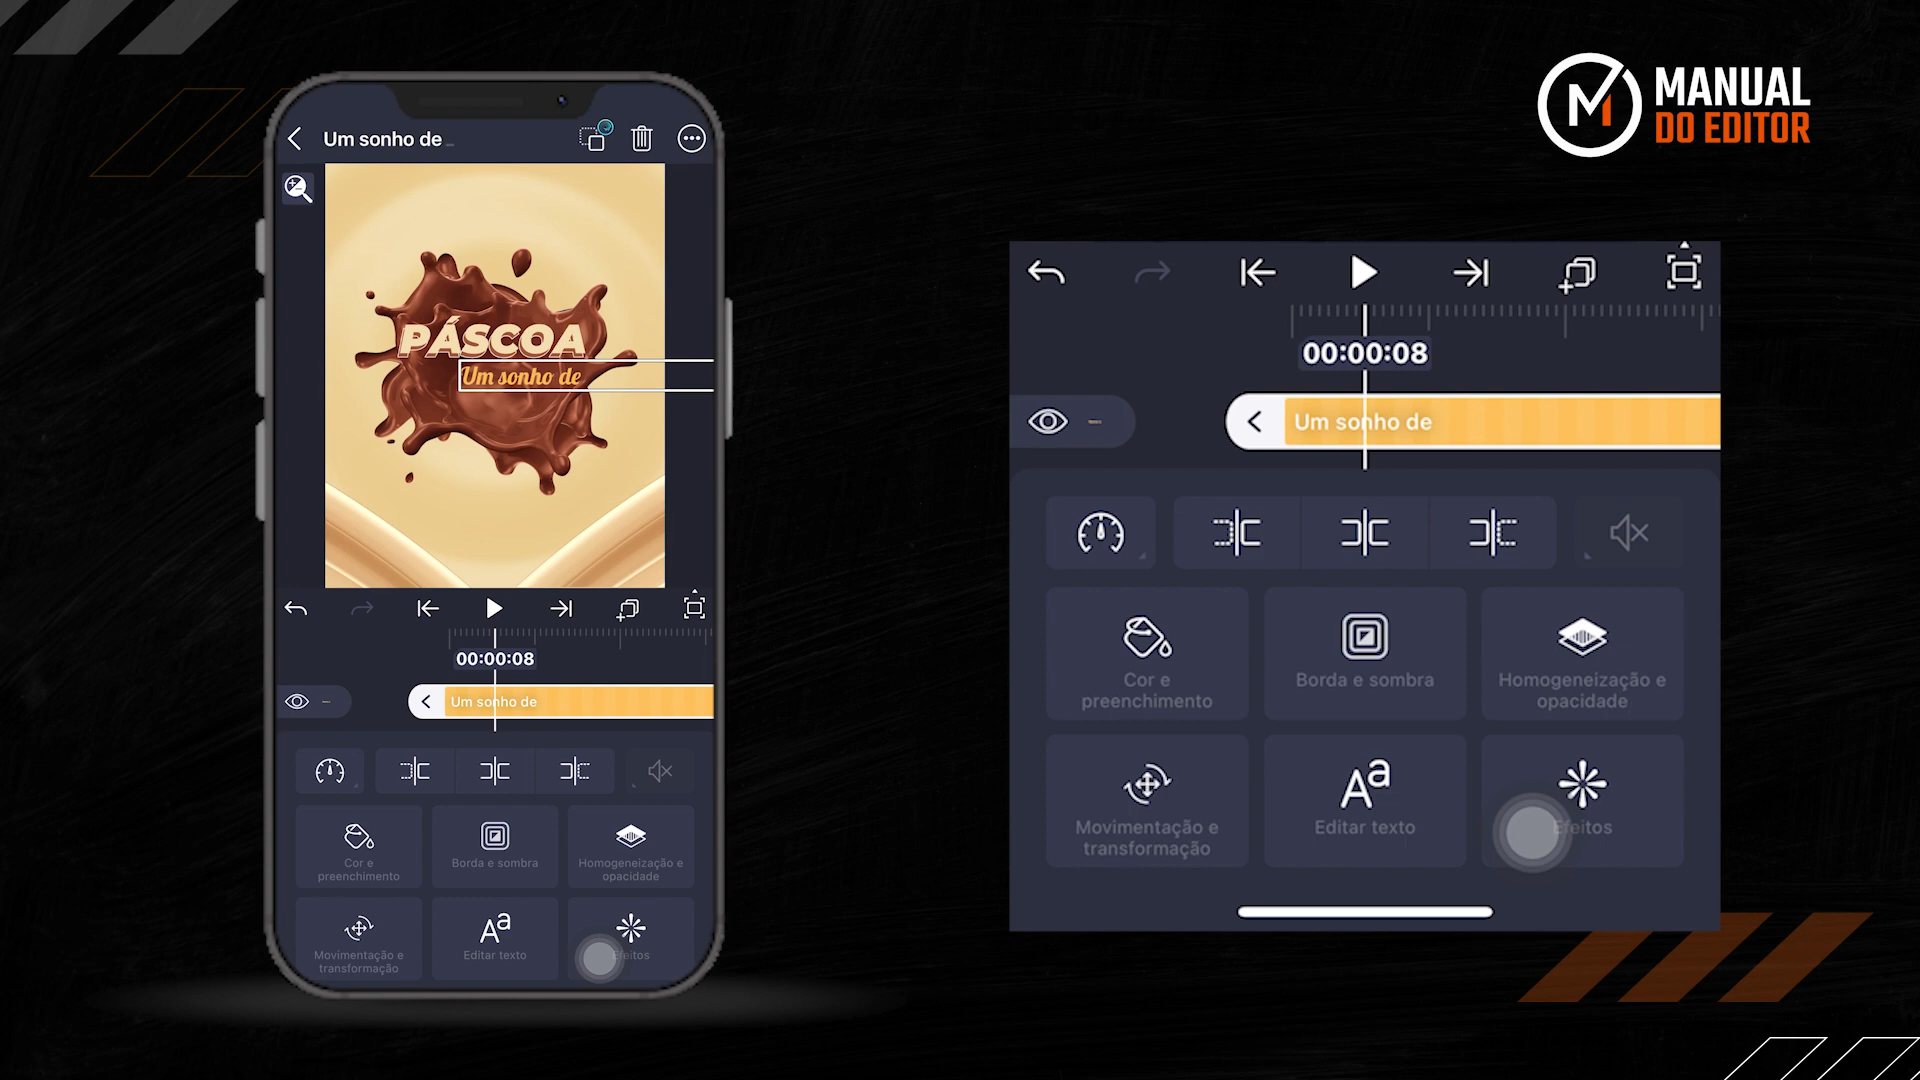 MANUAL
DO EDITOR
Um sonho de
PÁSCOA
Um sonho de
00:00:08
Um sonho de
Cor e
preenchimento
Borda e sombra
Homogeneização e
opacidade
Movimentação e
transformação
Editar texto
Efeitos
00:00:08
Um sonho de
Cor e
preenchimento
Borda e sombra
Homogeneização e
opacidade
Movimentação e
transformação
Editar texto
Efeitos